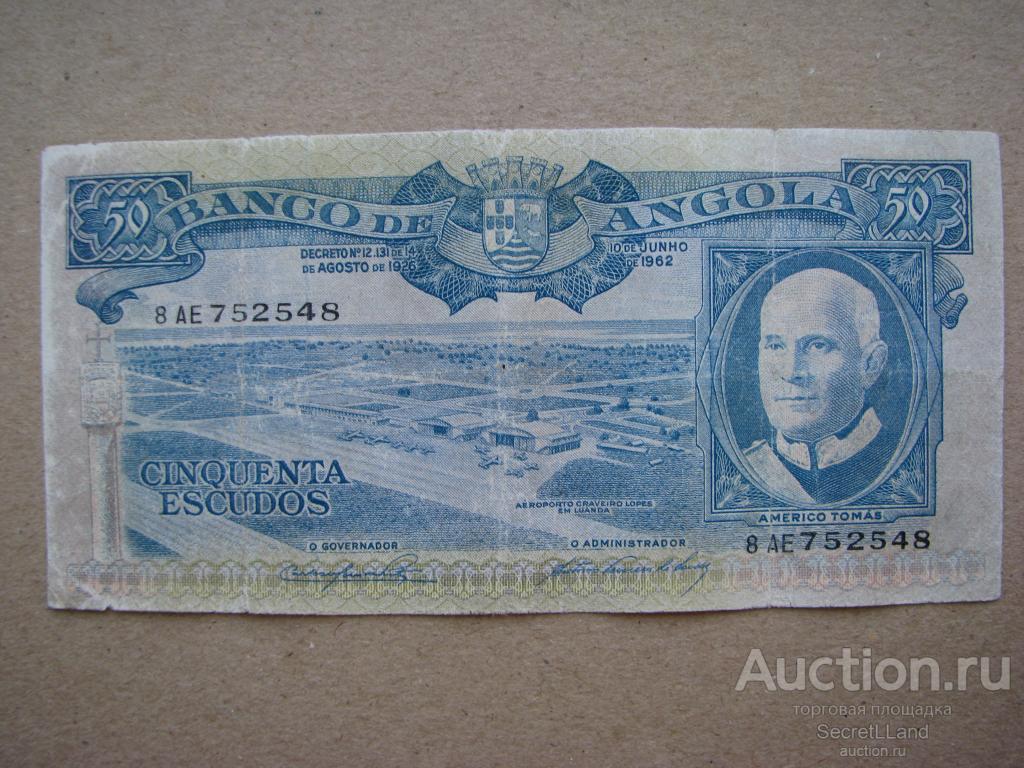 50 BANCO DE ANGOLA 50
DECRETO Nº 12.131 DE 14
DE AGOSTO DE 1926
10 DE JUNHO
DE 1962
8 AE 752548
CINQUENTA
ESCUDOS
AEROPORTO CRAVEIRO LOPES
EM LUANDA
AMERICO TOMÁS
O GOVERNADOR
O ADMINISTRADOR
8 AE 752548
Auction.ru
торговая площадка
SecretLLand
auction.ru